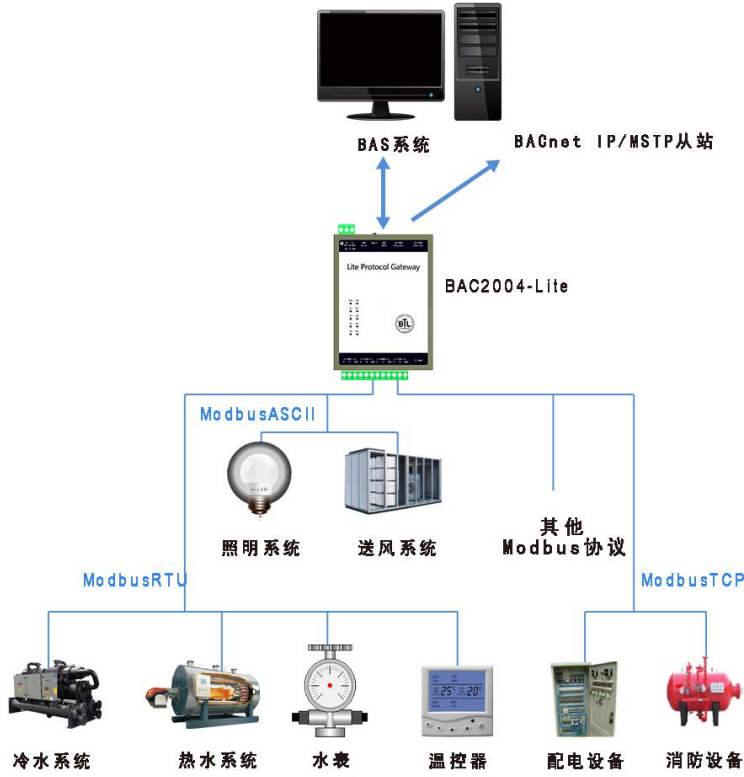 BAS系统
BACnet IP/MSTP从站
Lite Protocol Gateway
BAC2004-Lite
BTL
ModbusASCII
照明系统
送风系统
其他
Modbus协议
ModbusRTU
ModbusTCP
25℃
20℃
冷水系统
热水系统
水表
温控器
配电设备
消防设备